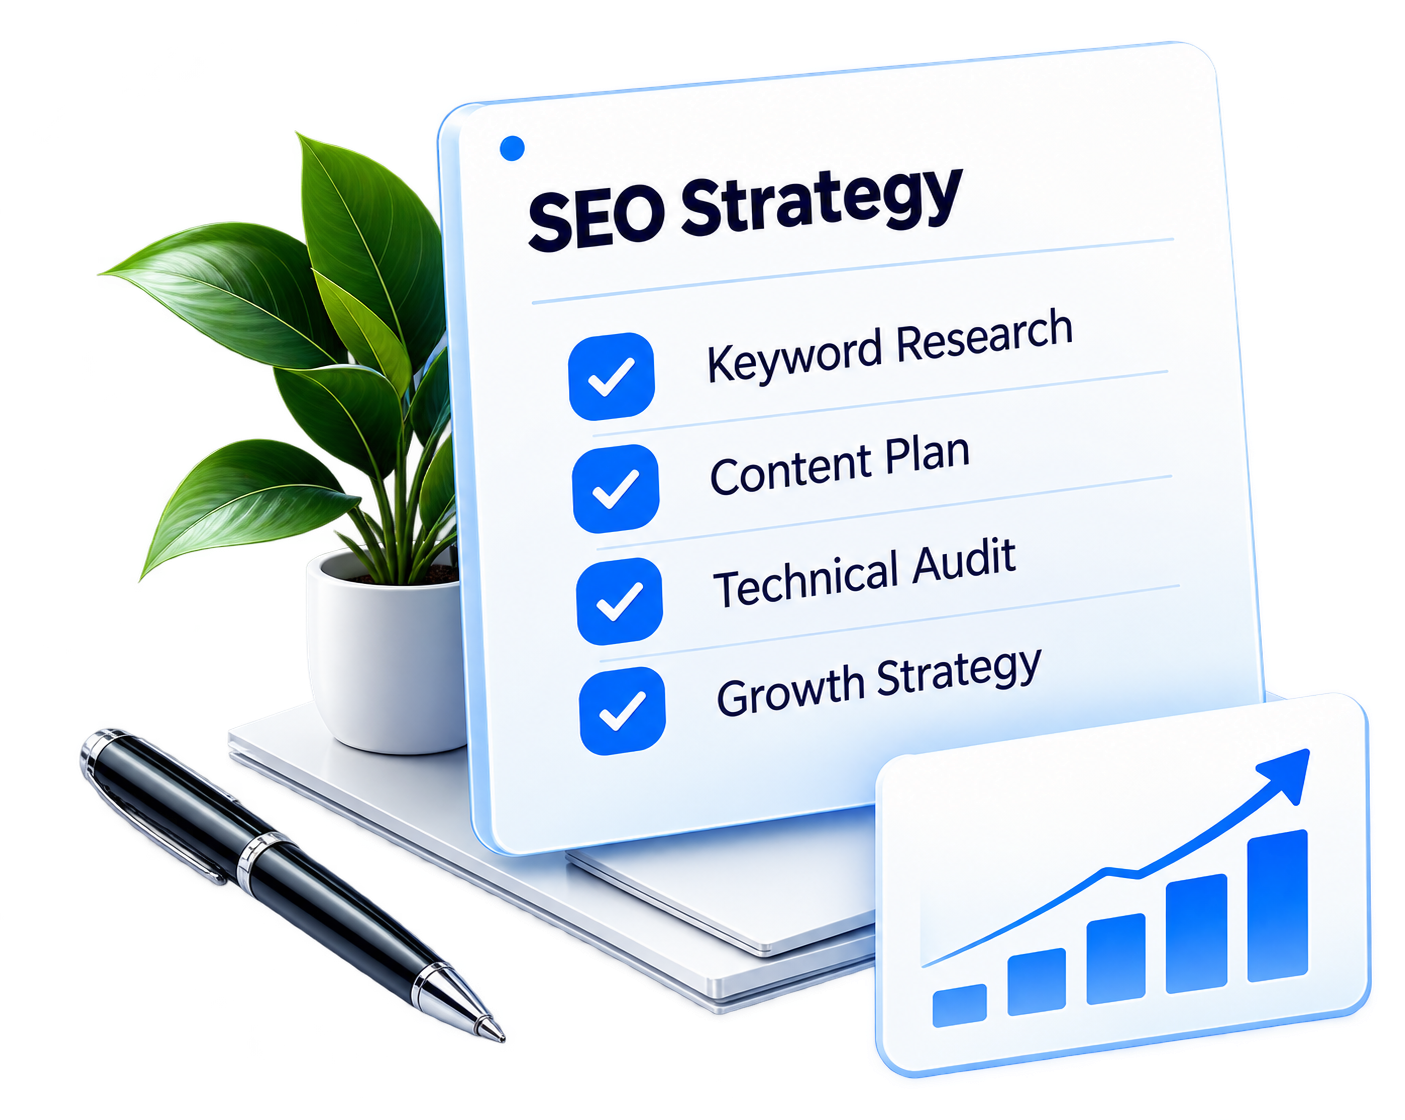 SEO Strategy
Keyword Research
Content Plan
Technical Audit
Growth Strategy